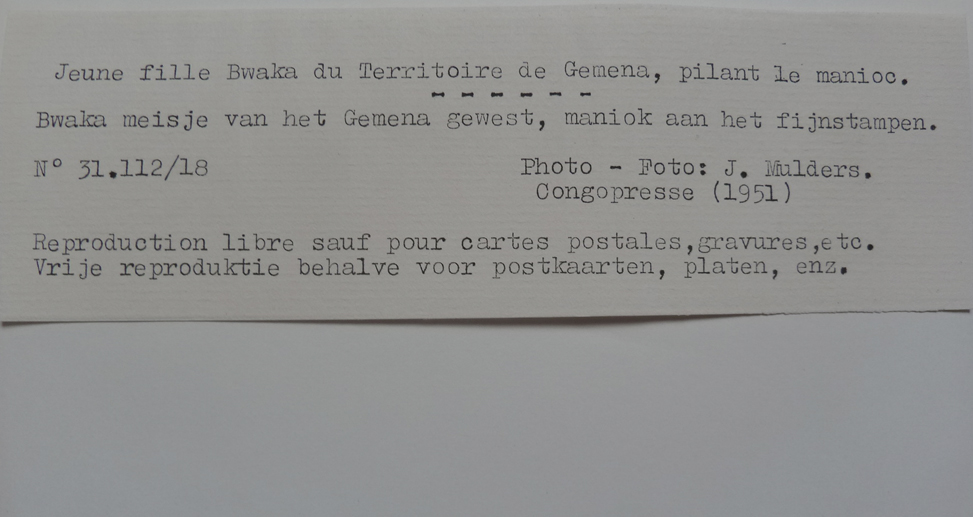 Jeune fille Bwaka du Territoire de Gemena, pilant le manioc.
- - - - - -
Bwaka meisje van het Gemena gewest, maniok aan het fijnstampen.
N° 31.112/18 Photo - Foto: J. Mulders.
Congopresse (1951)
Reproduction libre sauf pour cartes postales,gravures,etc.
Vrije reproduktie behalve voor postkaarten, platen, enz.